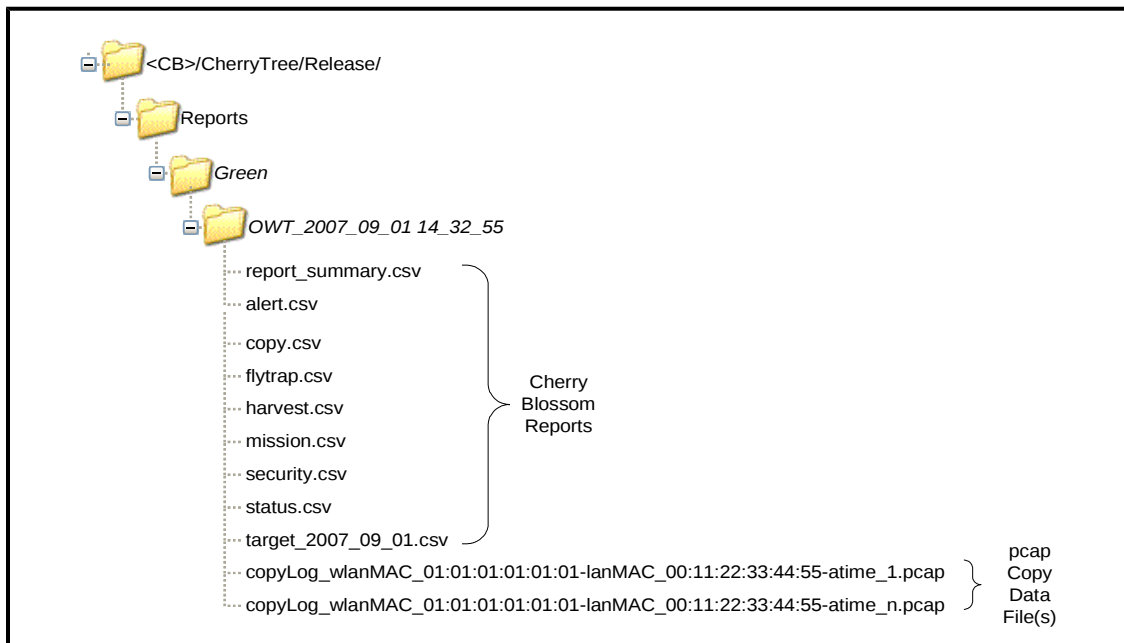 <CB>/CherryTree/Release/
Reports
Green
OWT_2007_09_01 14_32_55
report_summary.csv
alert.csv
copy.csv
flytrap.csv
harvest.csv
mission.csv
security.csv
status.csv
target_2007_09_01.csv
Cherry
Blossom
Reports
copyLog_wlanMAC_01:01:01:01:01:01-lanMAC_00:11:22:33:44:55-atime_1.pcap
copyLog_wlanMAC_01:01:01:01:01:01-lanMAC_00:11:22:33:44:55-atime_n.pcap
pcap
Copy
Data
File(s)